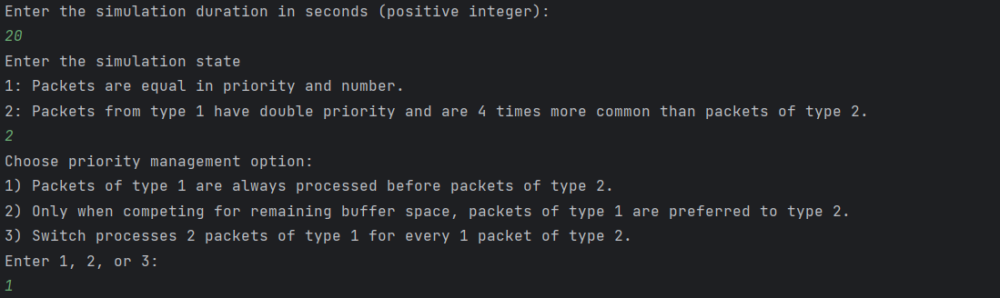 Enter the simulation duration in seconds (positive integer):
20
Enter the simulation state
1: Packets are equal in priority and number.
2: Packets from type 1 have double priority and are 4 times more common than packets of type 2.
2
Choose priority management option:
1) Packets of type 1 are always processed before packets of type 2.
2) Only when competing for remaining buffer space, packets of type 1 are preferred to type 2.
3) Switch processes 2 packets of type 1 for every 1 packet of type 2.
Enter 1, 2, or 3:
1